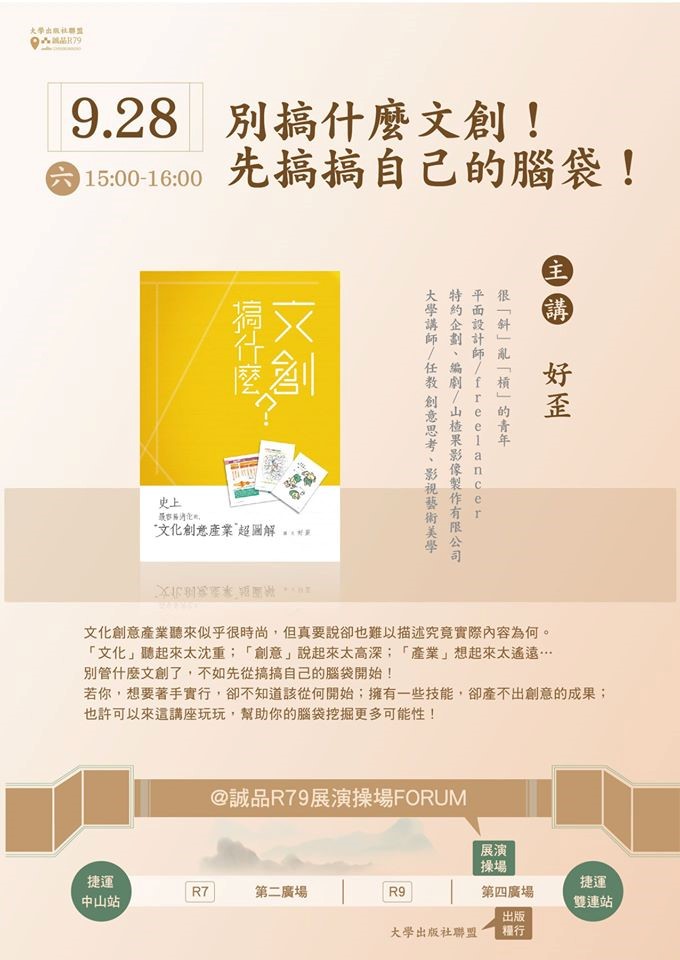 大學出版社聯盟
誠品R79
9.28
六 15:00-16:00
別搞什麼文創！
先搞搞自己的腦袋！
主講 好歪
很「斜」亂「槓」的青年
平面設計師/freelancer
特約企劃、編劇/山楂果影像製作有限公司
大學講師/任教 創意思考、影視藝術美學
文創
搞什麼？
史上
最容易消化的,
"文化創意產業"超圖解
圖文 好歪
文化創意產業聽來似乎很時尚，但真要說卻也難以描述究竟實際內容為何。
「文化」聽起來太沈重；「創意」說起來太高深；「產業」想起來太遙遠…
別管什麼文創了，不如先從搞搞自己的腦袋開始！
若你，想要著手實行，卻不知道該從何開始；擁有一些技能，卻產不出創意的成果；
也許可以來這講座玩玩，幫助你的腦袋挖掘更多可能性！
@誠品R79展演操場FORUM
展演
操場
捷運
中山站
R7
第二廣場
R9
第四廣場
捷運
雙連站
大學出版社聯盟
出版
糧行